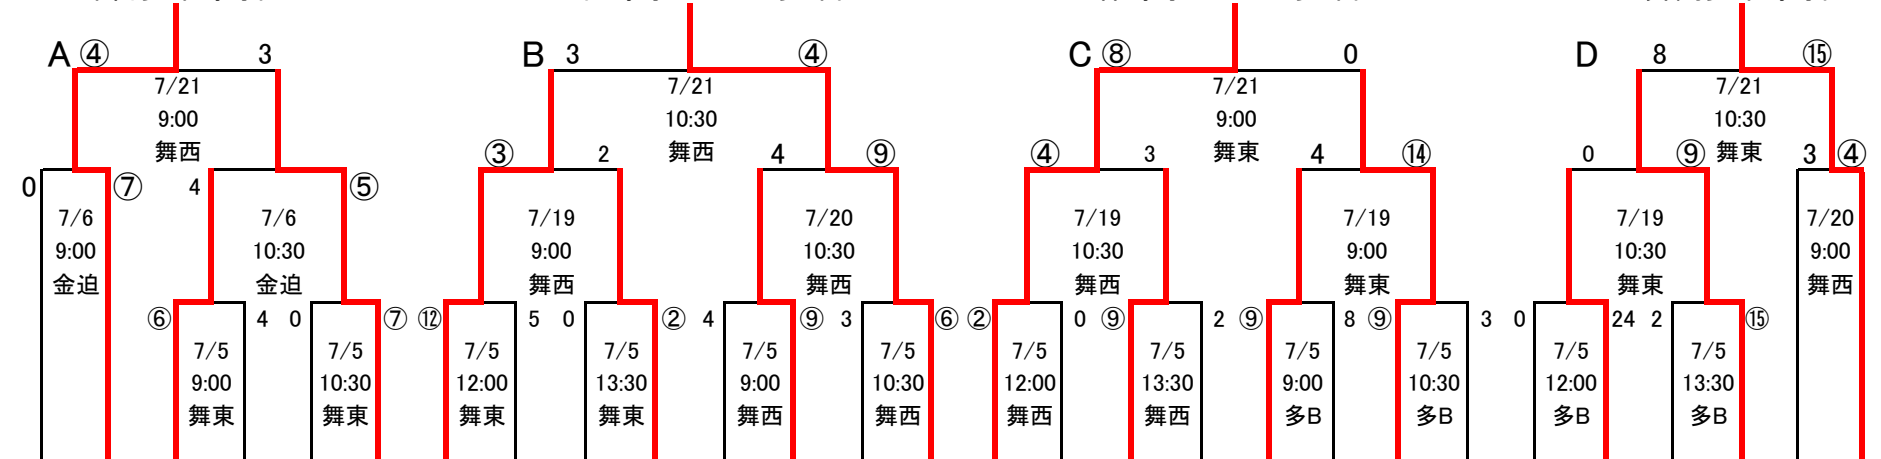 A ④ 3 B 3 ④ C ⑧ 0 D 8 ⑮
7/21 7/21 7/21 7/21
9:00 10:30 9:00 10:30
舞西 舞西 舞東 舞東
③ 2 4 ⑨ ④ 3 4 ⑭ 0 ⑨ 3 ④
0 ⑦ 4 ⑤
7/6 7/6 7/19 7/20 7/19 7/19 7/19 7/20
9:00 10:30 9:00 10:30 10:30 9:00 10:30 9:00
金迫 金迫 舞西 舞西 舞西 舞東 舞東 舞西
⑥ 4 0 ⑦ ⑫ 5 0 ② 4 ⑨ 3 ⑥ ② 0 ⑨ 2 ⑨ 8 ⑨ 3 0 24 2 ⑮
7/5 7/5 7/5 7/5 7/5 7/5 7/5 7/5 7/5 7/5 7/5 7/5
9:00 10:30 12:00 13:30 9:00 10:30 12:00 13:30 9:00 10:30 12:00 13:30
舞東 舞東 舞東 舞東 舞西 舞西 舞西 舞西 多B 多B 多B 多B